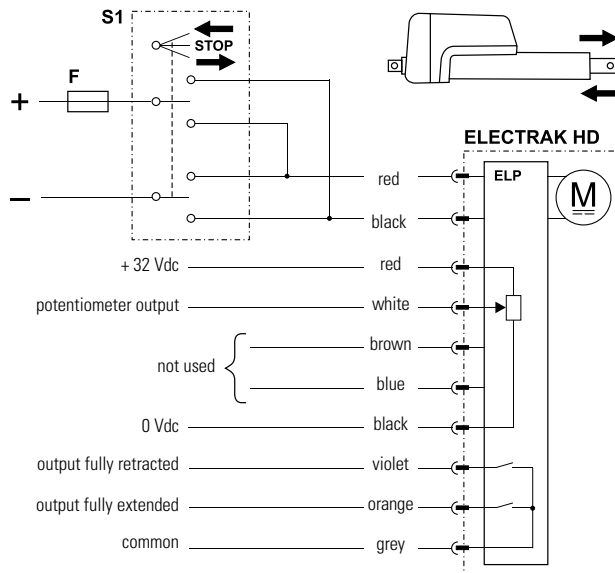 S1
STOP
F
+
–
ELECTRAK HD
ELP
M
red
black
+ 32 Vdc red
potentiometer output white
not used
brown
blue
0 Vdc black
output fully retracted violet
output fully extended orange
common grey